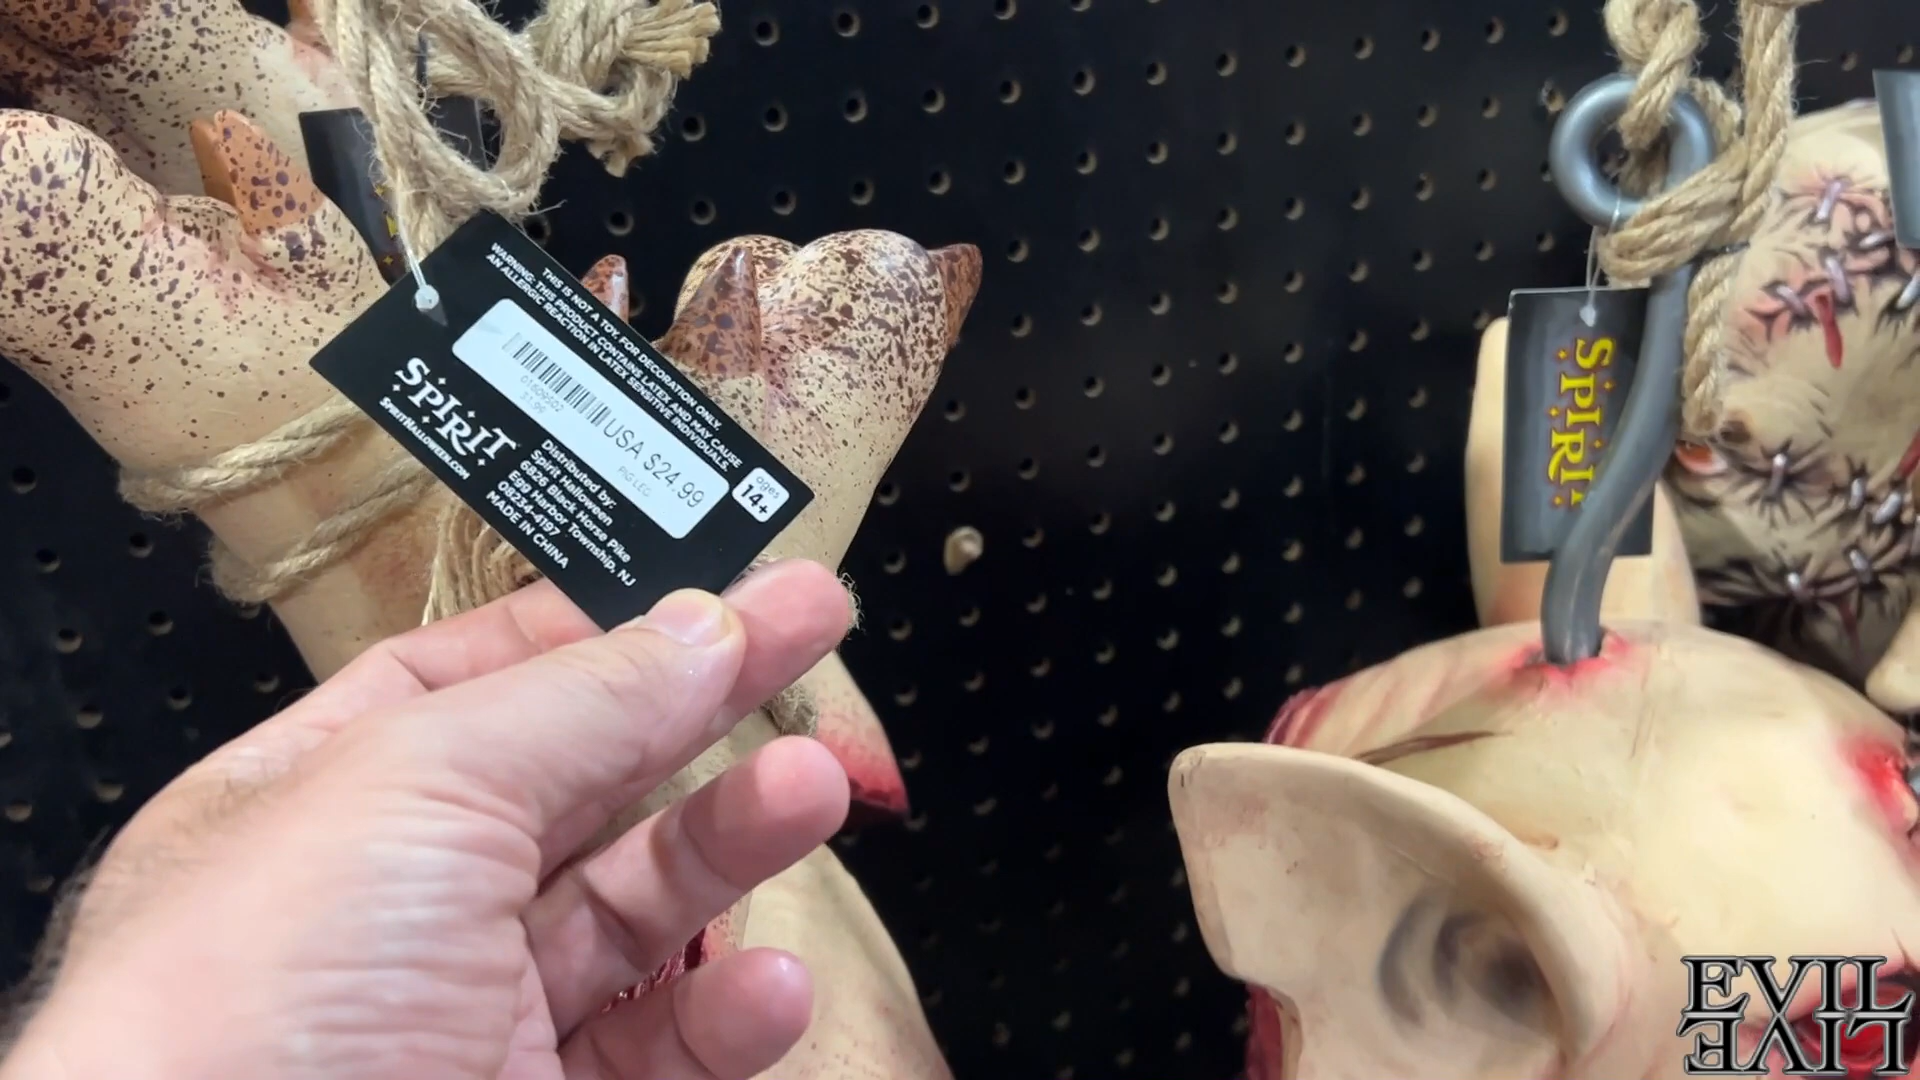 THIS IS NOT A TOY. FOR DECORATION ONLY.
WARNING: THIS PRODUCT CONTAINS LATEX AND MAY CAUSE
AN ALLERGIC REACTION IN LATEX SENSITIVE INDIVIDUALS.
01609502
USA $24.99
PIG LEG
ages
14+
SPIRIT
SPIRITHALLOWEEN.COM
Distributed by:
Spirit Halloween
6826 Black Horse Pike
Egg Harbor Township, NJ
08234-4197
MADE IN CHINA
SPIRIT
EVIL
EVIL